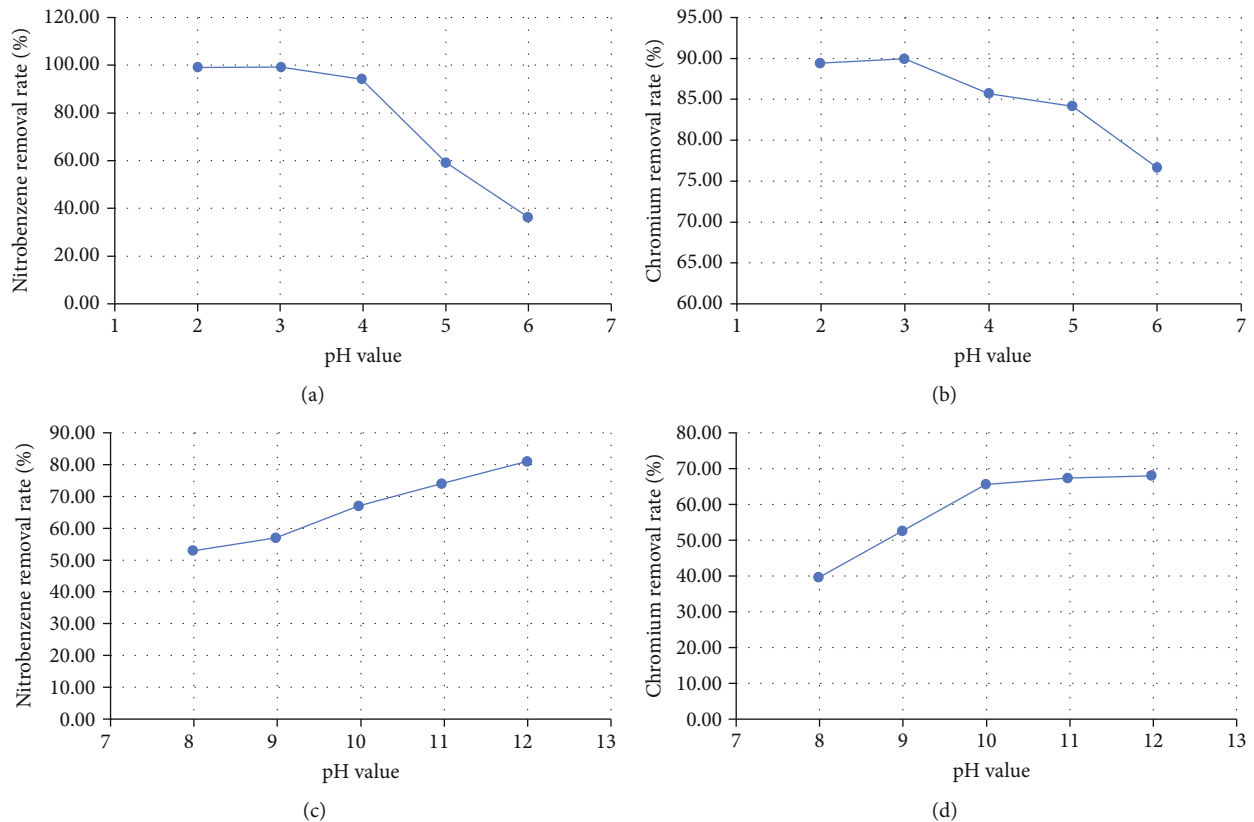 Nitrobenzene removal rate (%)
120.00
100.00
80.00
60.00
40.00
20.00
0.00
1 2 3 4 5 6 7
pH value
(a)
Chromium removal rate (%)
95.00
90.00
85.00
80.00
75.00
70.00
65.00
60.00
1 2 3 4 5 6 7
pH value
(b)
Nitrobenzene removal rate (%)
90.00
80.00
70.00
60.00
50.00
40.00
30.00
20.00
10.00
0.00
7 8 9 10 11 12 13
pH value
(c)
Chromium removal rate (%)
80.00
70.00
60.00
50.00
40.00
30.00
20.00
10.00
0.00
7 8 9 10 11 12 13
pH value
(d)